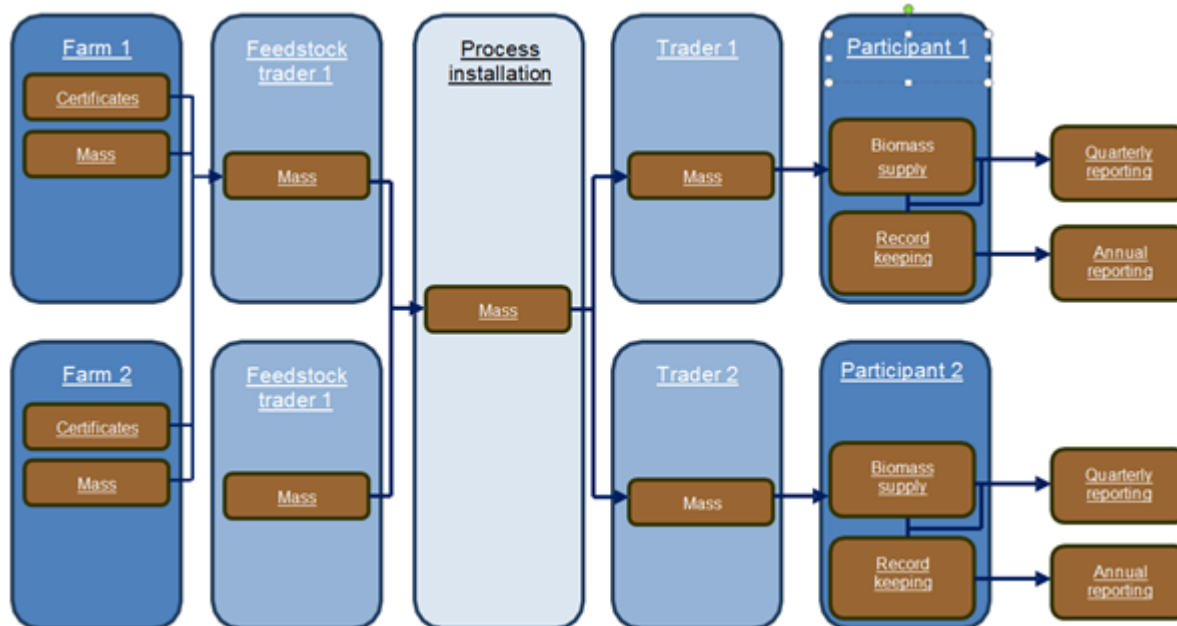 Farm 1
Certificates
Mass
Feedstock
trader 1
Mass
Process
installation
Mass
Trader 1
Mass
Participant 1
Biomass
supply
Record
keeping
Quarterly
reporting
Annual
reporting
Farm 2
Certificates
Mass
Feedstock
trader 1
Mass
Trader 2
Mass
Participant 2
Biomass
supply
Record
keeping
Quarterly
reporting
Annual
reporting